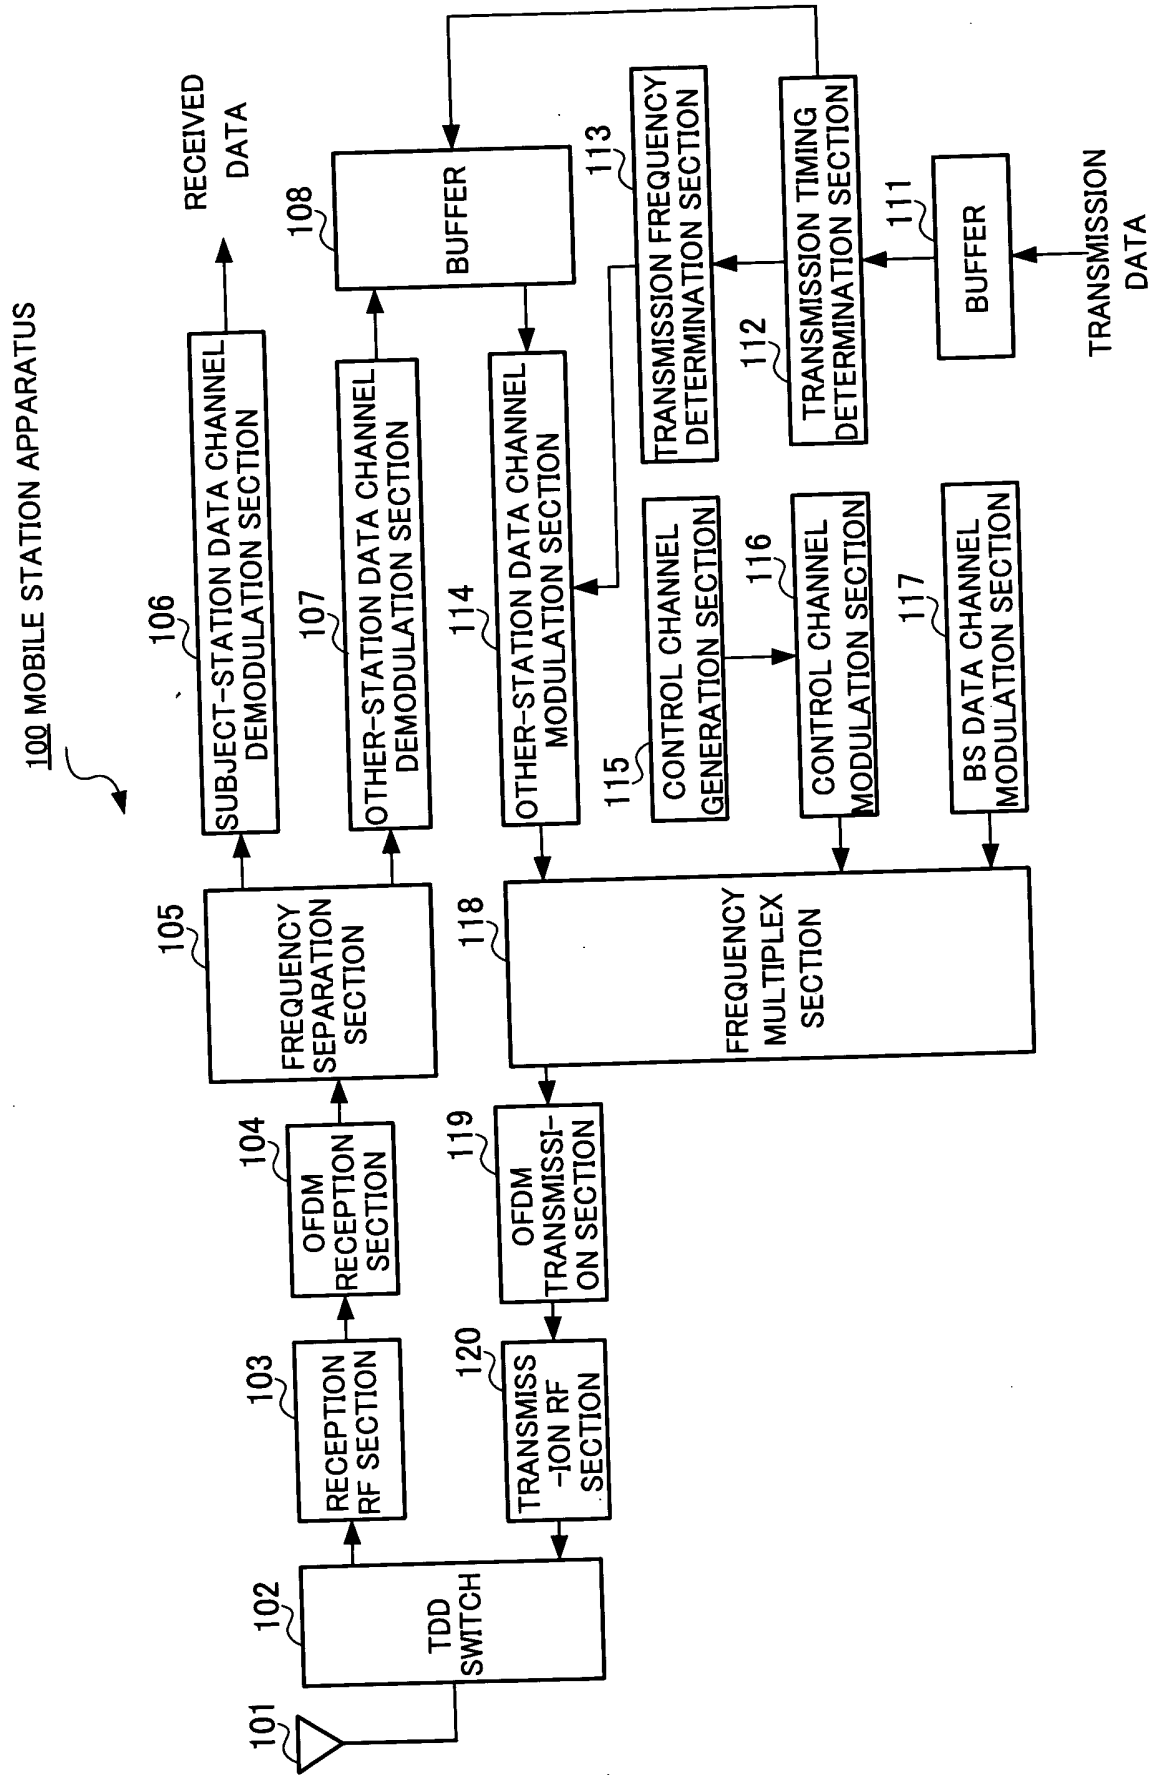 100 MOBILE STATION APPARATUS
101
102
TDD
SWITCH
103
RECEPTION
RF SECTION
104
OFDM
RECEPTION
SECTION
105
FREQUENCY
SEPARATION
SECTION
106
SUBJECT-STATION DATA CHANNEL
DEMODULATION SECTION
RECEIVED
DATA
107
OTHER-STATION DATA CHANNEL
DEMODULATION SECTION
108
BUFFER
120
TRANSMISS
-ION RF
SECTION
119
OFDM
TRANSMISSI-
ON SECTION
118
FREQUENCY
MULTIPLEX
SECTION
114
OTHER-STATION DATA CHANNEL
MODULATION SECTION
113
TRANSMISSION FREQUENCY
DETERMINATION SECTION
115
CONTROL CHANNEL
GENERATION SECTION
112
TRANSMISSION TIMING
DETERMINATION SECTION
116
CONTROL CHANNEL
MODULATION SECTION
111
BUFFER
117
BS DATA CHANNEL
MODULATION SECTION
TRANSMISSION
DATA